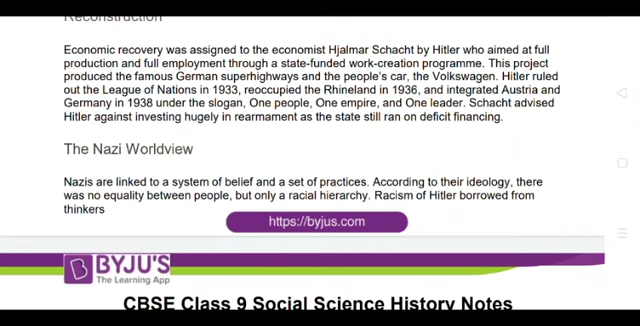 Reconstruction
Economic recovery was assigned to the economist Hjalmar Schacht by Hitler who aimed at full
production and full employment through a state-funded work-creation programme. This project
produced the famous German superhighways and the people's car, the Volkswagen. Hitler ruled
out the League of Nations in 1933, reoccupied the Rhineland in 1936, and integrated Austria and
Germany in 1938 under the slogan, One people, One empire, and One leader. Schacht advised
Hitler against investing hugely in rearmament as the state still ran on deficit financing.
The Nazi Worldview
Nazis are linked to a system of belief and a set of practices. According to their ideology, there
was no equality between people, but only a racial hierarchy. Racism of Hitler borrowed from
thinkers
https://byjus.com
BYJU'S
The Learning App
CBSE Class 9 Social Science History Notes